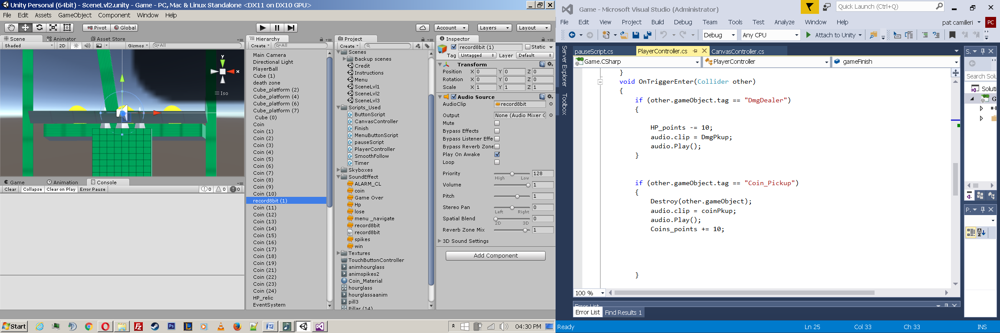 Unity Personal (64bit) - SceneLvl2.unity - Game - PC, Mac & Linux Standalone <DX11 on DX10 GPU>
File Edit Assets GameObject Component Window Help
Pivot Global Account Layers Layout
Scene Animator Asset Store
Shaded 2D Gizmos All
y
x
Iso
Game Animation Console
Clear Collapse Clear on Play Error Pause 0 0 0
Hierarchy
Create All
Main Camera
Directional Light
PlayerBall
Cube (1)
death zone
Cube_platform (2)
Cube_platform (4)
Cube_platform (6)
Cube_platform (7)
Cube (0)
Coin
Coin (1)
Coin (2)
Coin (3)
Coin (4)
Coin (5)
Coin (6)
Coin (7)
Coin (8)
Coin (9)
Coin (10)
record8bit (1)
Coin (11)
Coin (12)
Coin (13)
Coin (14)
Coin (15)
Coin (16)
Coin (17)
Coin (18)
Coin (19)
Coin (21)
Coin (22)
Coin (23)
Coin (24)
HP_relic
EventSystem
Project
Create
Scenes
Backup scenes
Credit
Instructions
Menu
SceneLvl1
SceneLvl2
SceneLvl3
Scripts_Used
ButtonScript
CanvasController
Finish
MenuButtonScript
pauseScript
PlayerController
SmoothFollow
Timer
Skyboxes
SoundEffect
ALARM_CL
coin
Game Over
Hp
lose
menu _navigate
record8bit
record8bit
spikes
win
Textures
TouchButtonController
animhourglass
animspikes2
Coin_Material
hourglass
hourglassaanim
pill3
Pillar (14)
Inspector
record8bit (1) Static
Tag Untagged Layer Default
Transform
Position X 0 Y 0 Z 0
Rotation X 0 Y 0 Z 0
Scale X 1 Y 1 Z 1
Audio Source
AudioClip record8bit
Output None (Audio Mixer G
Mute
Bypass Effects
Bypass Listener Effe
Bypass Reverb Zone
Play On Awake
Loop
Priority 128
High Low
Volume 1
Pitch 1
Stereo Pan 0
Left Right
Spatial Blend 0
2D 3D
Reverb Zone Mix 1
3D Sound Settings
Add Component
Start 04:30 PM
Game - Microsoft Visual Studio (Administrator) Quick Launch (Ctrl+Q)
File Edit View Project Build Debug Team Tools Test Analyze Window Help pat camilleri PC
Debug Any CPU Attach to Unity
Server Explorer
Toolbox
pauseScript.cs PlayerController.cs CanvasController.cs
Game.CSharp PlayerController gameFinish
}
void OnTriggerEnter(Collider other)
{
if (other.gameObject.tag == "DmgDealer")
{
HP_points -= 10;
audio.clip = DmgPkup;
audio.Play();
}
if (other.gameObject.tag == "Coin_Pickup")
{
Destroy(other.gameObject);
audio.clip = coinPkup;
audio.Play();
Coins_points += 10;
}
100 %
Error List
Error List Find Results 1
S..
Search Solu
Soluti
G
P..
Ready Ln 25 Col 33 Ch 33 INS